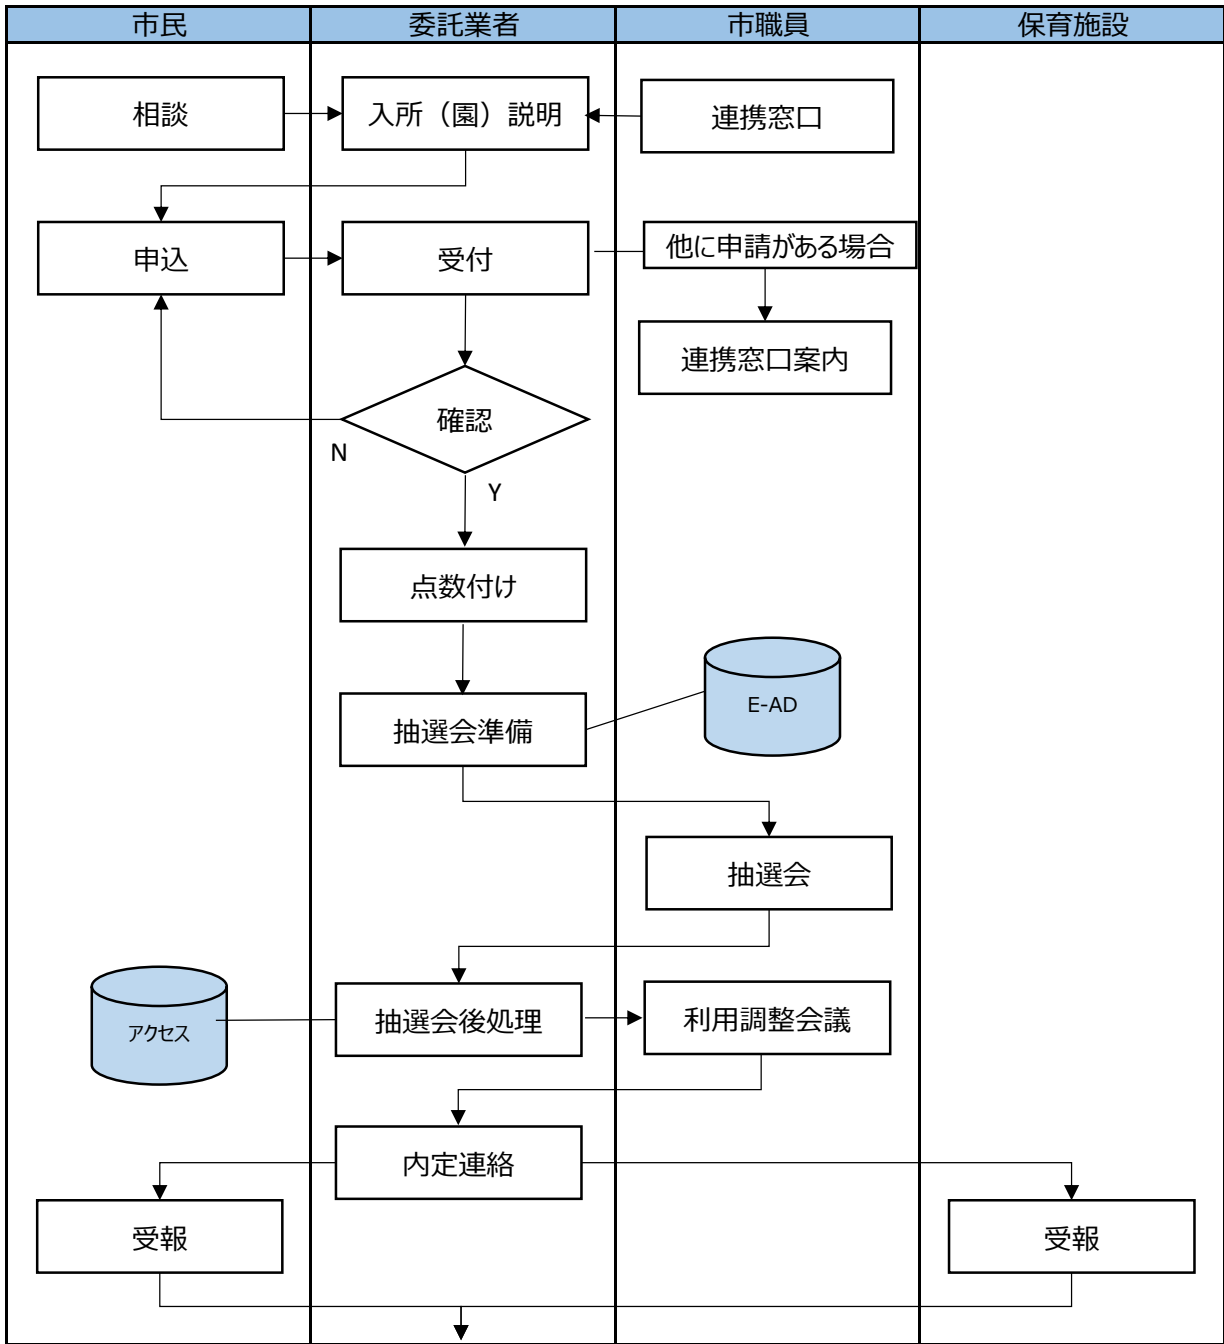 市民
委託業者
市職員
保育施設
相談
入所（園）説明
連携窓口
申込
受付
他に申請がある場合
連携窓口案内
確認
N
Y
点数付け
E-AD
抽選会準備
抽選会
アクセス
抽選会後処理
利用調整会議
内定連絡
受報
受報